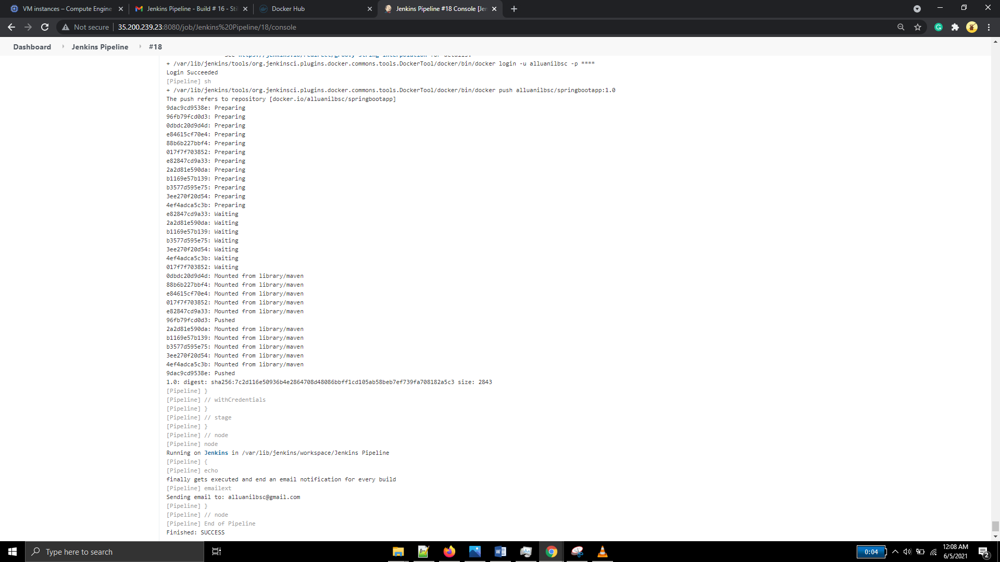 VM instances – Compute Engine
Jenkins Pipeline - Build # 16 - Stil
Docker Hub
Jenkins Pipeline #18 Console [Jer
Not secure
35.200.239.23:8080/job/Jenkins%20Pipeline/18/console
Dashboard
Jenkins Pipeline
#18
See https://jenkins.io/redirect/groovy-string-interpolation for details.
+ /var/lib/jenkins/tools/org.jenkinsci.plugins.docker.commons.tools.DockerTool/docker/bin/docker login -u alluanilbsc -p ****
Login Succeeded
[Pipeline] sh
+ /var/lib/jenkins/tools/org.jenkinsci.plugins.docker.commons.tools.DockerTool/docker/bin/docker push alluanilbsc/springbootapp:1.0
The push refers to repository [docker.io/alluanilbsc/springbootapp]
9dac9cd9538e: Preparing
96fb79fcd0d3: Preparing
0dbdc20d9d4d: Preparing
e84615cf70e4: Preparing
88b6b227bbf4: Preparing
017f7f703852: Preparing
e82847cd9a33: Preparing
2a2d81e590da: Preparing
b1169e57b139: Preparing
b3577d595e75: Preparing
3ee270f20d54: Preparing
4ef4adca5c3b: Preparing
e82847cd9a33: Waiting
2a2d81e590da: Waiting
b1169e57b139: Waiting
b3577d595e75: Waiting
3ee270f20d54: Waiting
4ef4adca5c3b: Waiting
017f7f703852: Waiting
0dbdc20d9d4d: Mounted from library/maven
88b6b227bbf4: Mounted from library/maven
e84615cf70e4: Mounted from library/maven
017f7f703852: Mounted from library/maven
e82847cd9a33: Mounted from library/maven
96fb79fcd0d3: Pushed
2a2d81e590da: Mounted from library/maven
b1169e57b139: Mounted from library/maven
b3577d595e75: Mounted from library/maven
3ee270f20d54: Mounted from library/maven
4ef4adca5c3b: Mounted from library/maven
9dac9cd9538e: Pushed
1.0: digest: sha256:7c2d116e50936b4e2864708d48086bbff1cd105ab58beb7ef739fa708182a5c3 size: 2843
[Pipeline] }
[Pipeline] // withCredentials
[Pipeline] }
[Pipeline] // stage
[Pipeline] }
[Pipeline] // node
[Pipeline] node
Running on Jenkins in /var/lib/jenkins/workspace/Jenkins Pipeline
[Pipeline] {
[Pipeline] echo
finally gets executed and end an email notification for every build
[Pipeline] emailext
Sending email to: alluanilbsc@gmail.com
[Pipeline] }
[Pipeline] // node
[Pipeline] End of Pipeline
Finished: SUCCESS
Type here to search
0:04
12:08 AM
6/5/2021
2